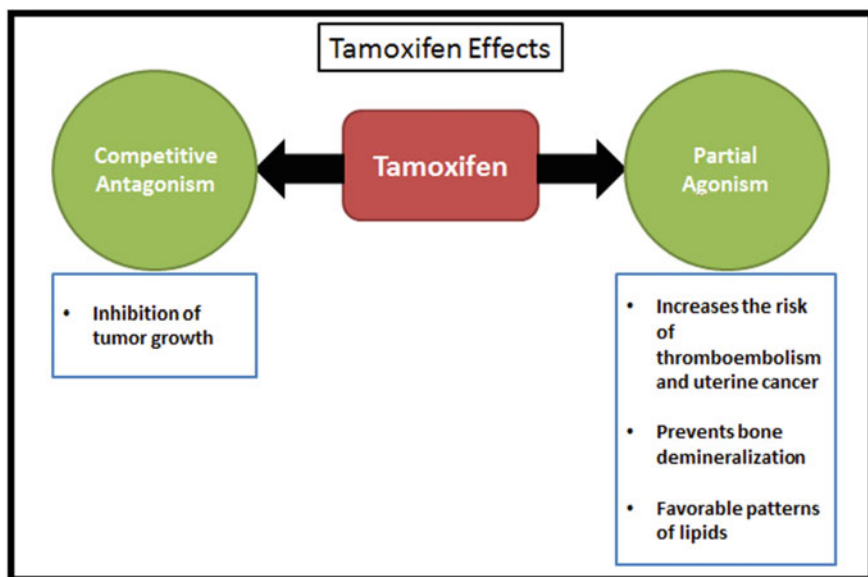 Tamoxifen Effects
Competitive
Antagonism
Tamoxifen
Partial
Agonism
• Inhibition of
tumor growth
• Increases the risk
of
thromboembolism
and uterine cancer
• Prevents bone
demineralization
• Favorable patterns
of lipids